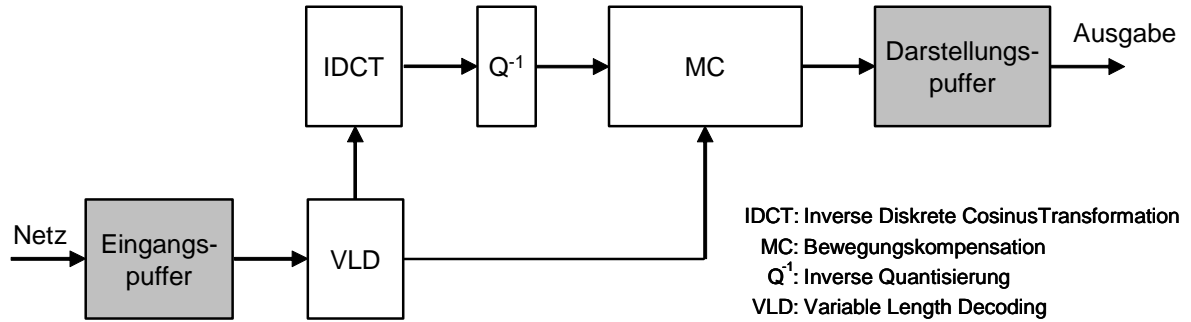 Ausgabe
IDCT
Q-1
MC
Darstellungs-
puffer
Netz
Eingangs-
puffer
VLD
IDCT: Inverse Diskrete CosinusTransformation
MC: Bewegungskompensation
Q-1: Inverse Quantisierung
VLD: Variable Length Decoding